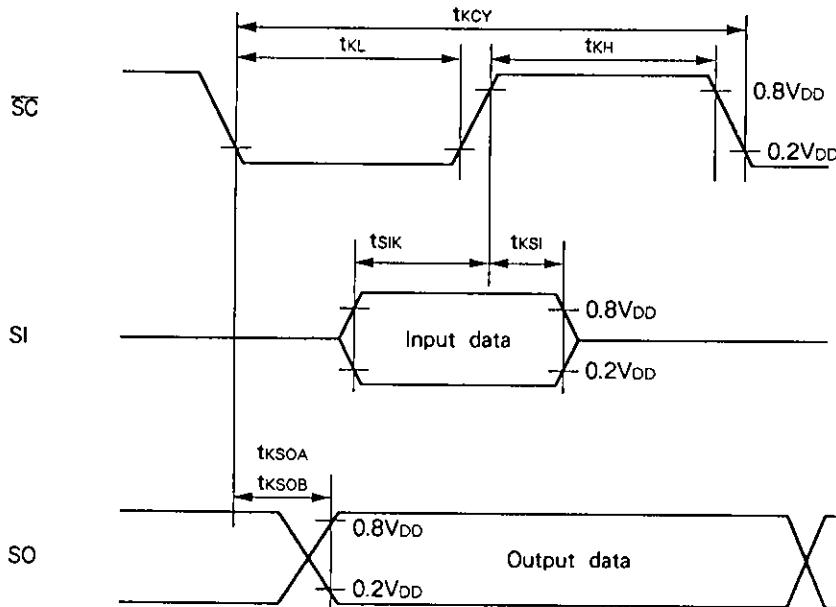 tKCY
tKL
tKH
SC
0.8VDD
0.2VDD
tSIK
tKSI
SI
Input data
0.8VDD
0.2VDD
tKSOA
tKSOB
SO
0.8VDD
0.2VDD
Output data